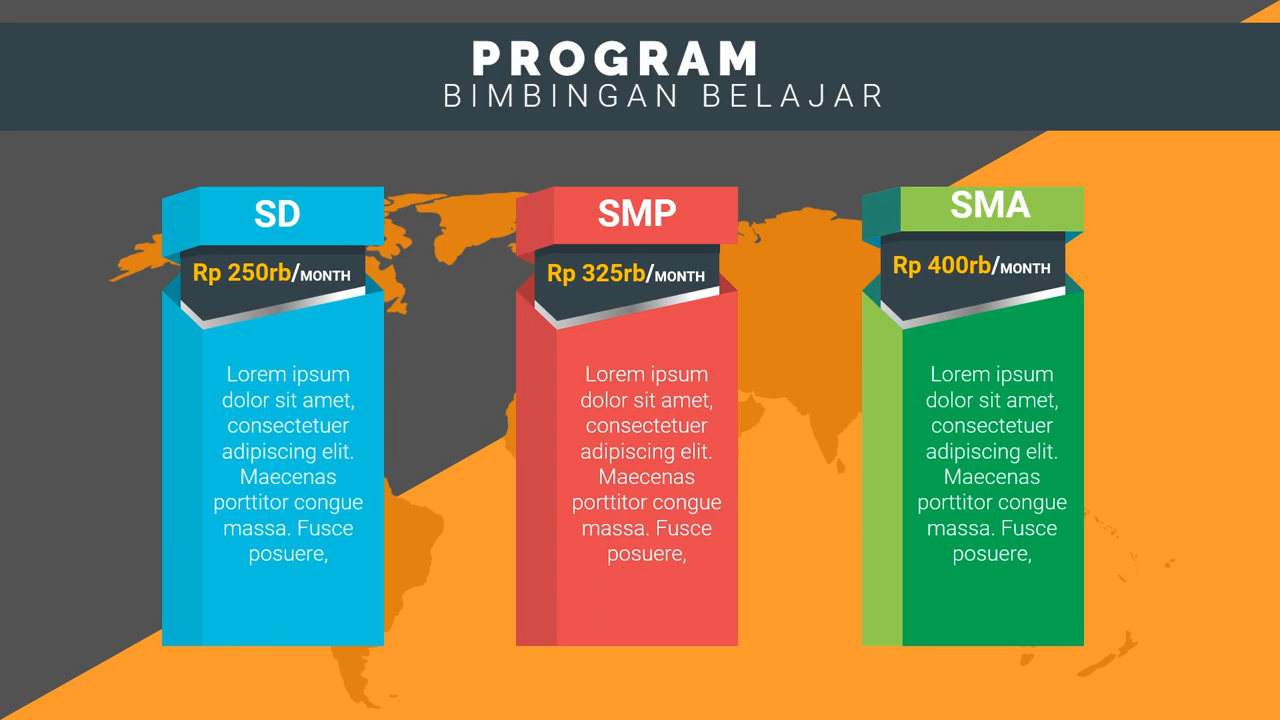 PROGRAM
BIMBINGAN BELAJAR
SD
Rp 250rb/MONTH
Lorem ipsum
dolor sit amet,
consectetuer
adipiscing elit.
Maecenas
porttitor congue
massa. Fusce
posuere,
SMP
Rp 325rb/MONTH
Lorem ipsum
dolor sit amet,
consectetuer
adipiscing elit.
Maecenas
porttitor congue
massa. Fusce
posuere,
SMA
Rp 400rb/MONTH
Lorem ipsum
dolor sit amet,
consectetuer
adipiscing elit.
Maecenas
porttitor congue
massa. Fusce
posuere,